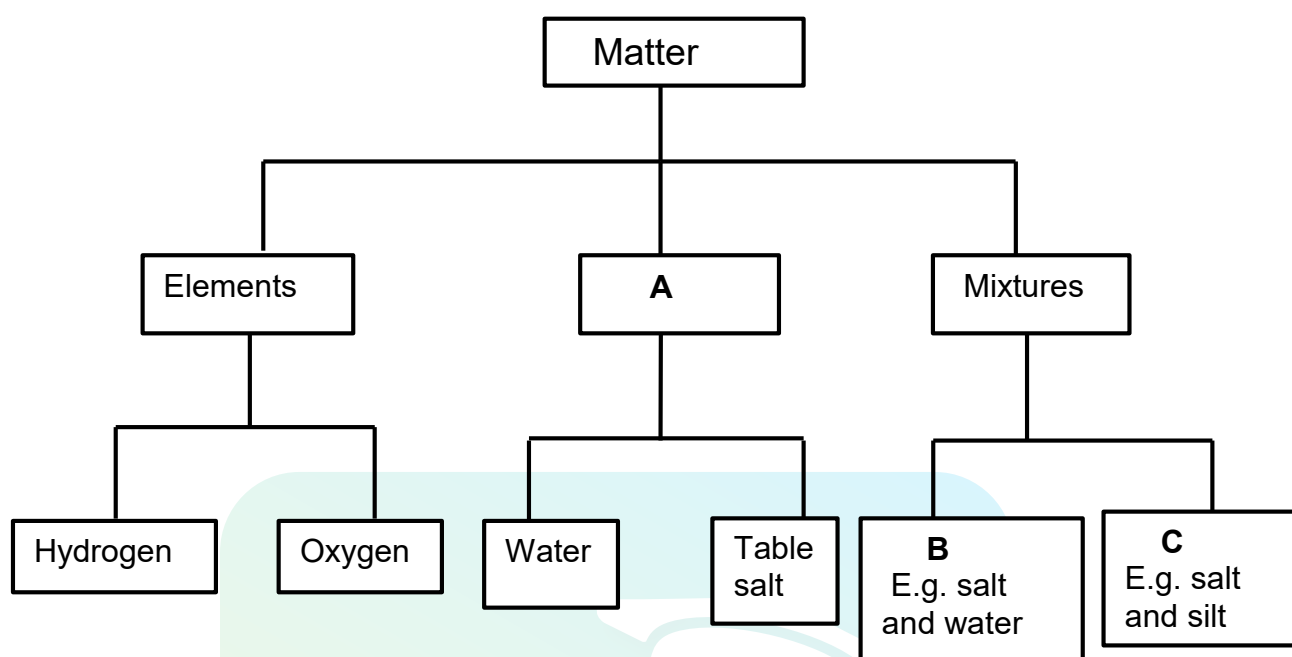 Matter
Elements
A
Mixtures
Hydrogen
Oxygen
Water
Table
salt
B
E.g. salt
and water
C
E.g. salt
and silt